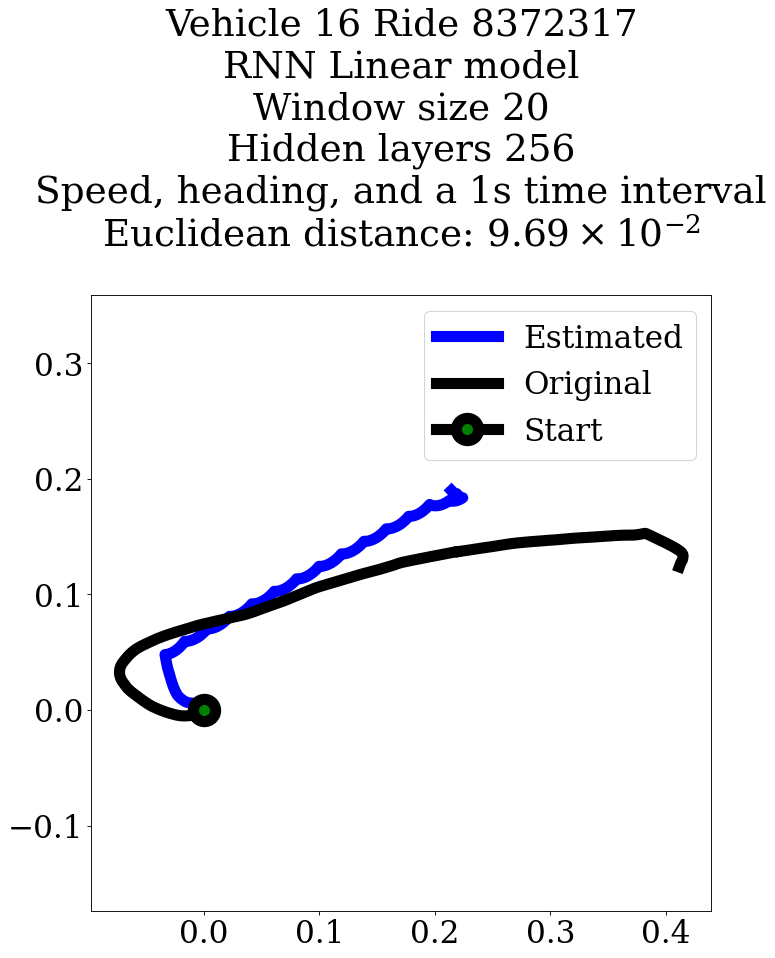 Vehicle 16 Ride 8372317
RNN Linear model
Window size 20
Hidden layers 256
Speed, heading, and a 1s time interval
Euclidean distance: 9.69 × 10⁻²
Estimated
Original
Start
0.3
0.2
0.1
0.0
−0.1
0.0 0.1 0.2 0.3 0.4